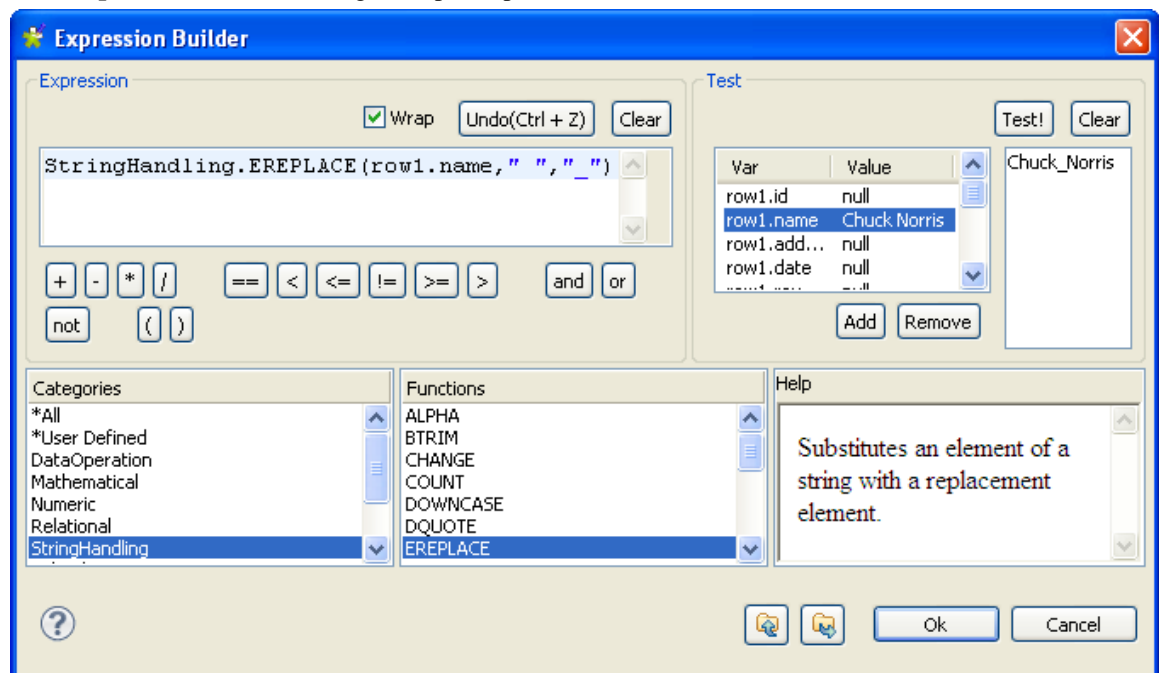 Expression Builder
Expression
Wrap
Undo(Ctrl + Z)
Clear
StringHandling.EREPLACE(row1.name," ","_")
+ - * / == < <= != >= > and or
not ( )
Test
Test! Clear
Var Value
row1.id null
row1.name Chuck Norris
row1.add... null
row1.date null
Add Remove
Chuck_Norris
Categories
*All
*User Defined
DataOperation
Mathematical
Numeric
Relational
StringHandling
Functions
ALPHA
BTRIM
CHANGE
COUNT
DOWNCASE
DQUOTE
EREPLACE
Help
Substitutes an element of a
string with a replacement
element.
?
Ok
Cancel